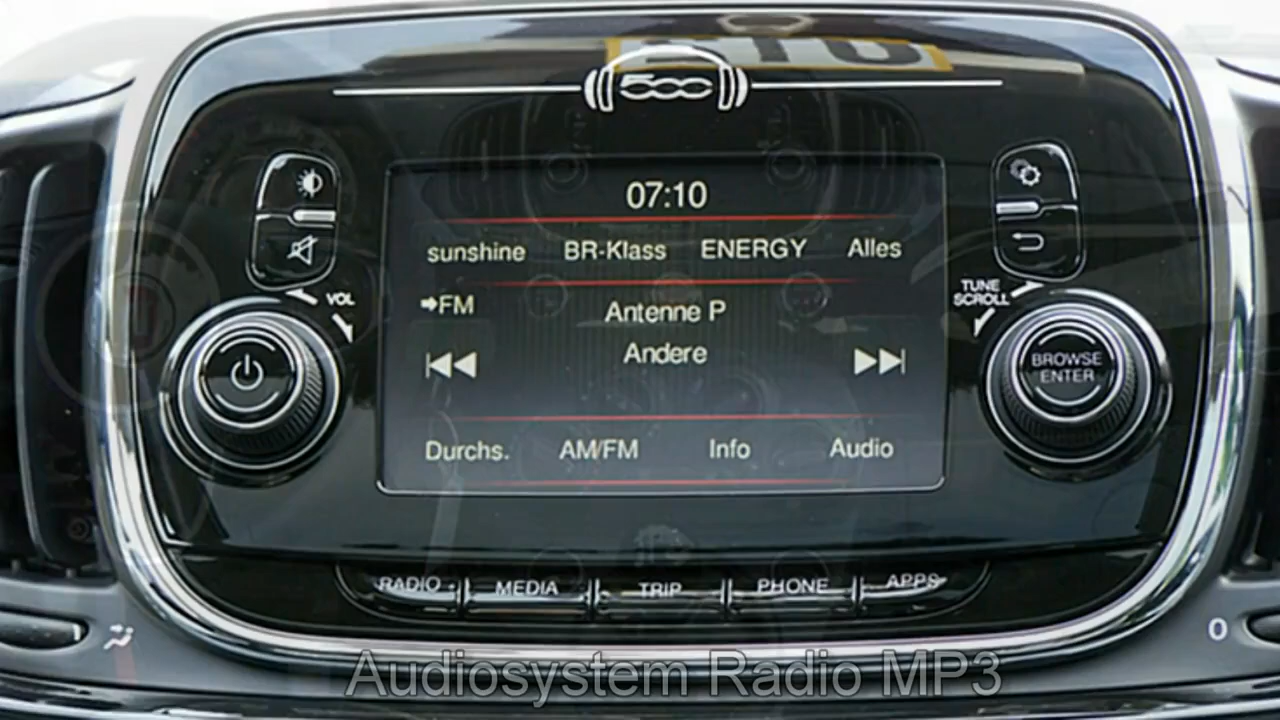 500
07:10
sunshine BR-Klass ENERGY Alles
FM
Antenne P
Andere
Durchs. AM/FM Info Audio
VOL
TUNE
SCROLL
BROWSE
ENTER
RADIO MEDIA TRIP PHONE APPS
0
Audiosystem Radio MP3